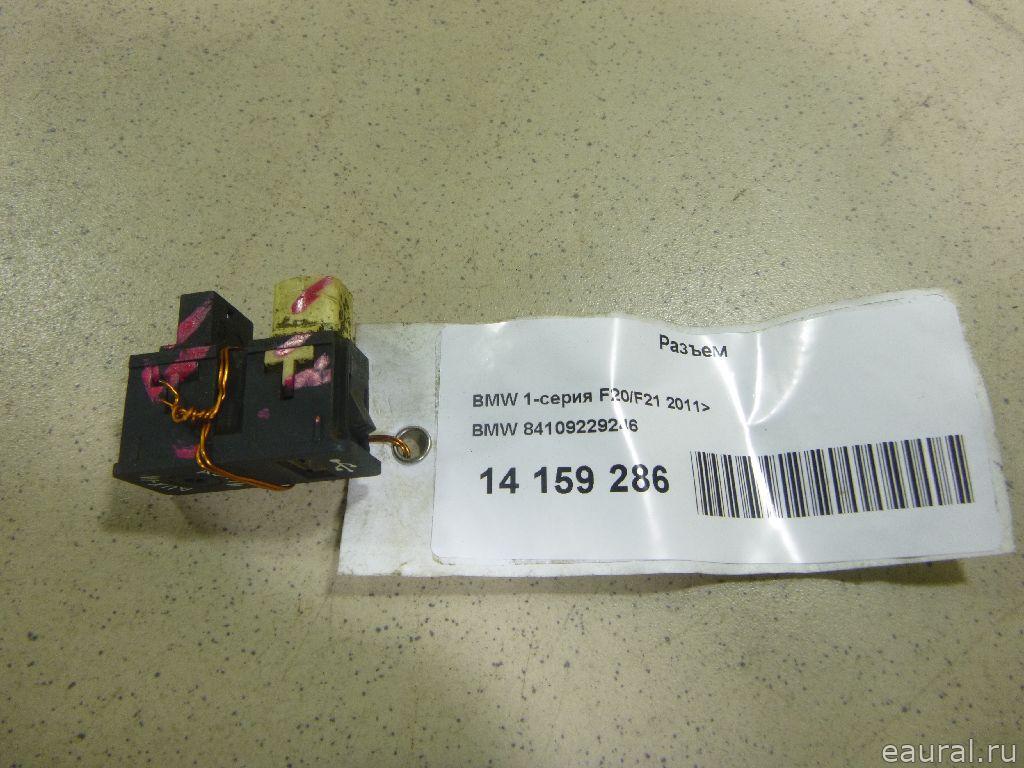 Разъем
BMW 1-серия F20/F21 2011>
BMW 84109229246
14 159 286
eaural.ru